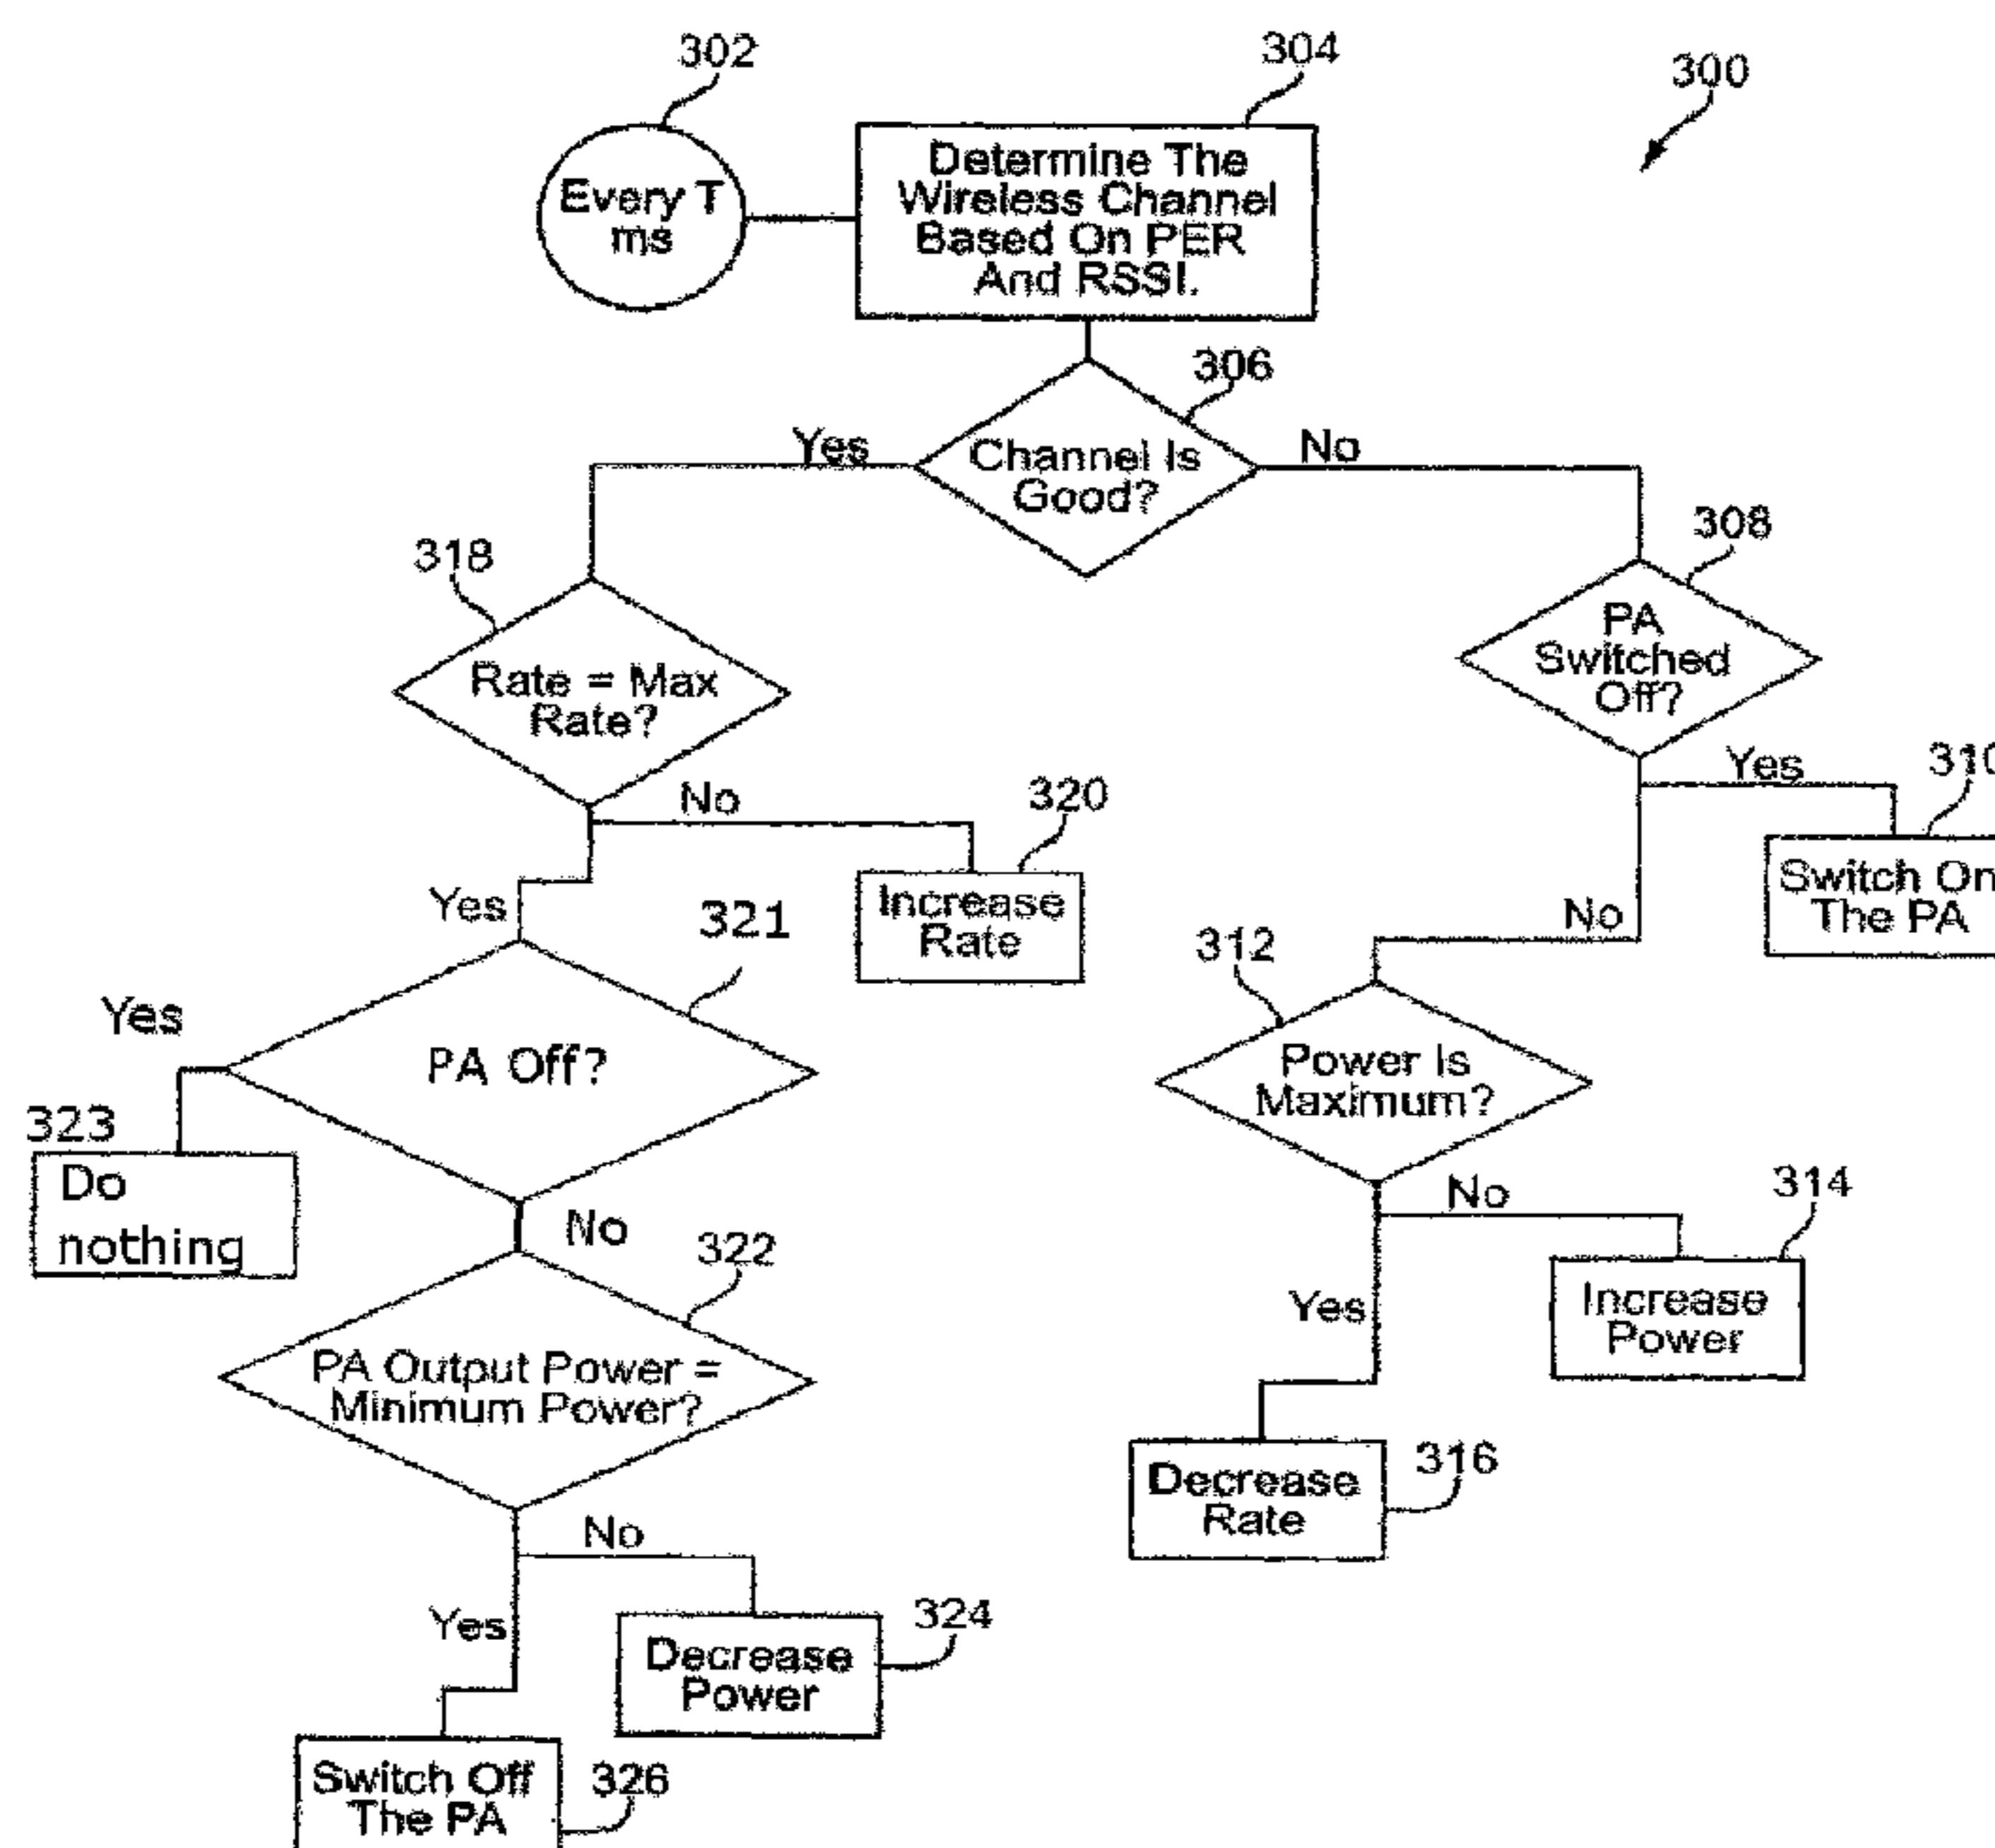 302
304
300
Every T
ms
Determine The
Wireless Channel
Based On PER
And RSSI.
306
Yes
Channel Is
Good?
No
308
318
PA
Switched
Off?
Rate = Max
Rate?
Yes
310
No
320
Switch On
The PA
Increase
Rate
Yes
321
No
312
Yes
PA Off?
Power Is
Maximum?
323
Do
nothing
No
314
No
322
Increase
Power
Yes
PA Output Power =
Minimum Power?
Decrease
Rate
316
No
Yes
Decrease
Power
324
Switch Off
The PA
326